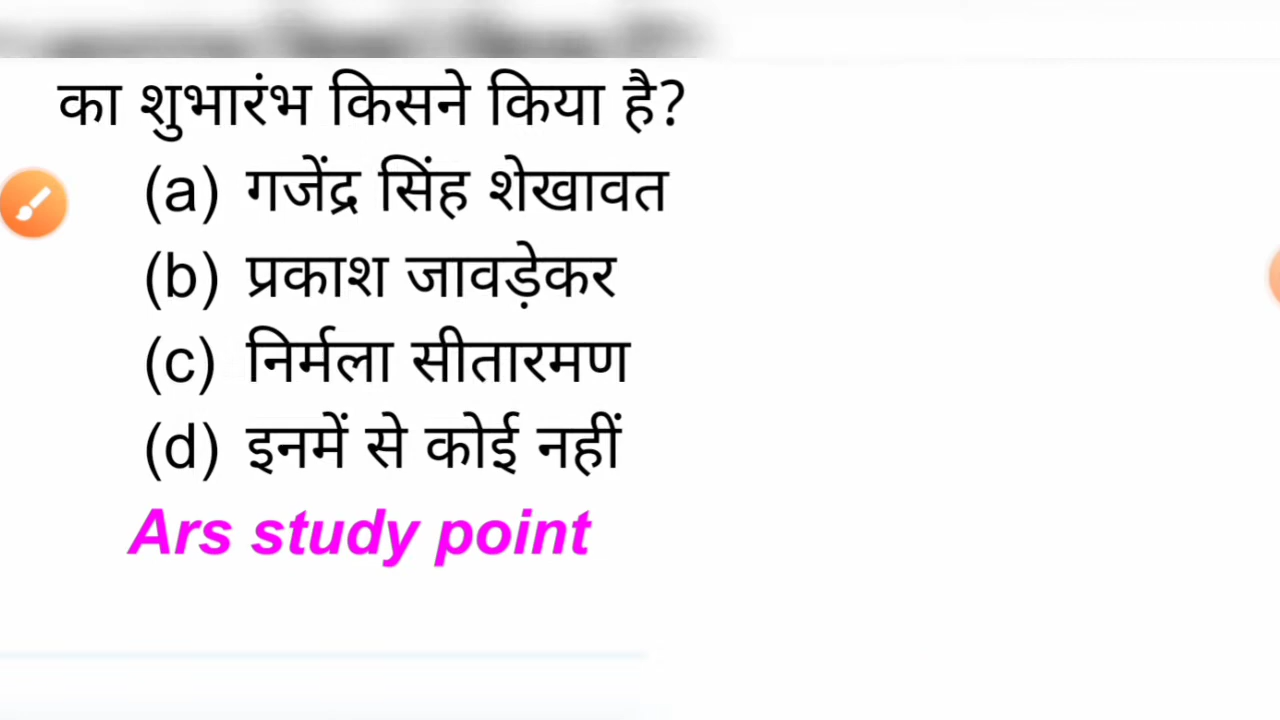 का शुभारंभ किसने किया है?
(a) गजेंद्र सिंह शेखावत
(b) प्रकाश जावड़ेकर
(c) निर्मला सीतारमण
(d) इनमें से कोई नहीं
Ars study point